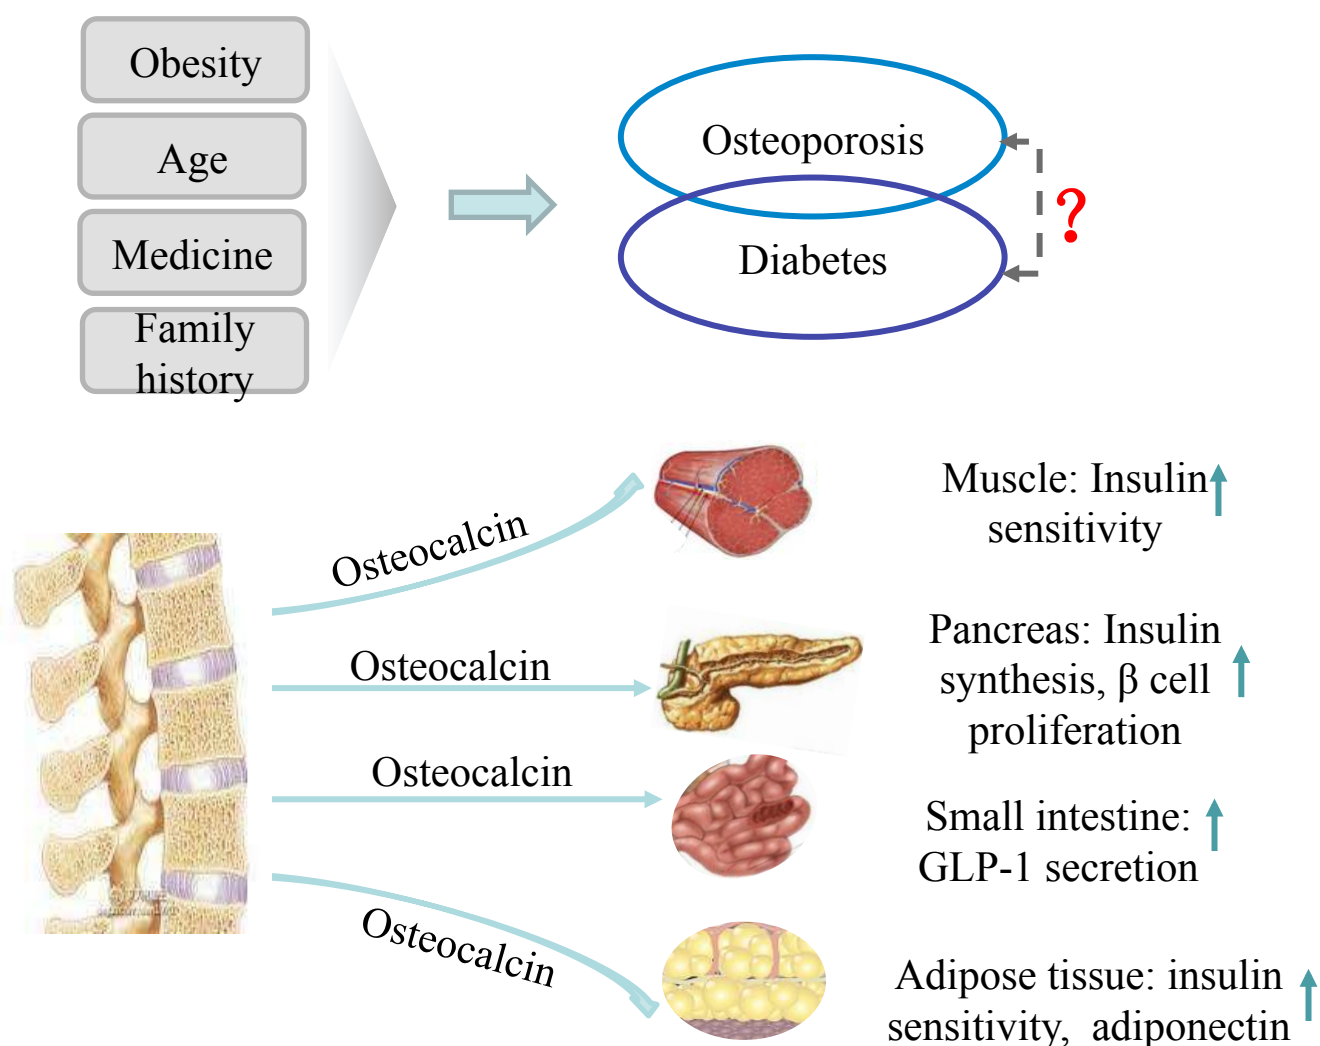 Obesity
Age
Medicine
Family
history
Osteoporosis
Diabetes
?
Osteocalcin
Muscle: Insulin
sensitivity
Osteocalcin
Pancreas: Insulin
synthesis, β cell
proliferation
Osteocalcin
Small intestine:
GLP-1 secretion
Osteocalcin
Adipose tissue: insulin
sensitivity, adiponectin